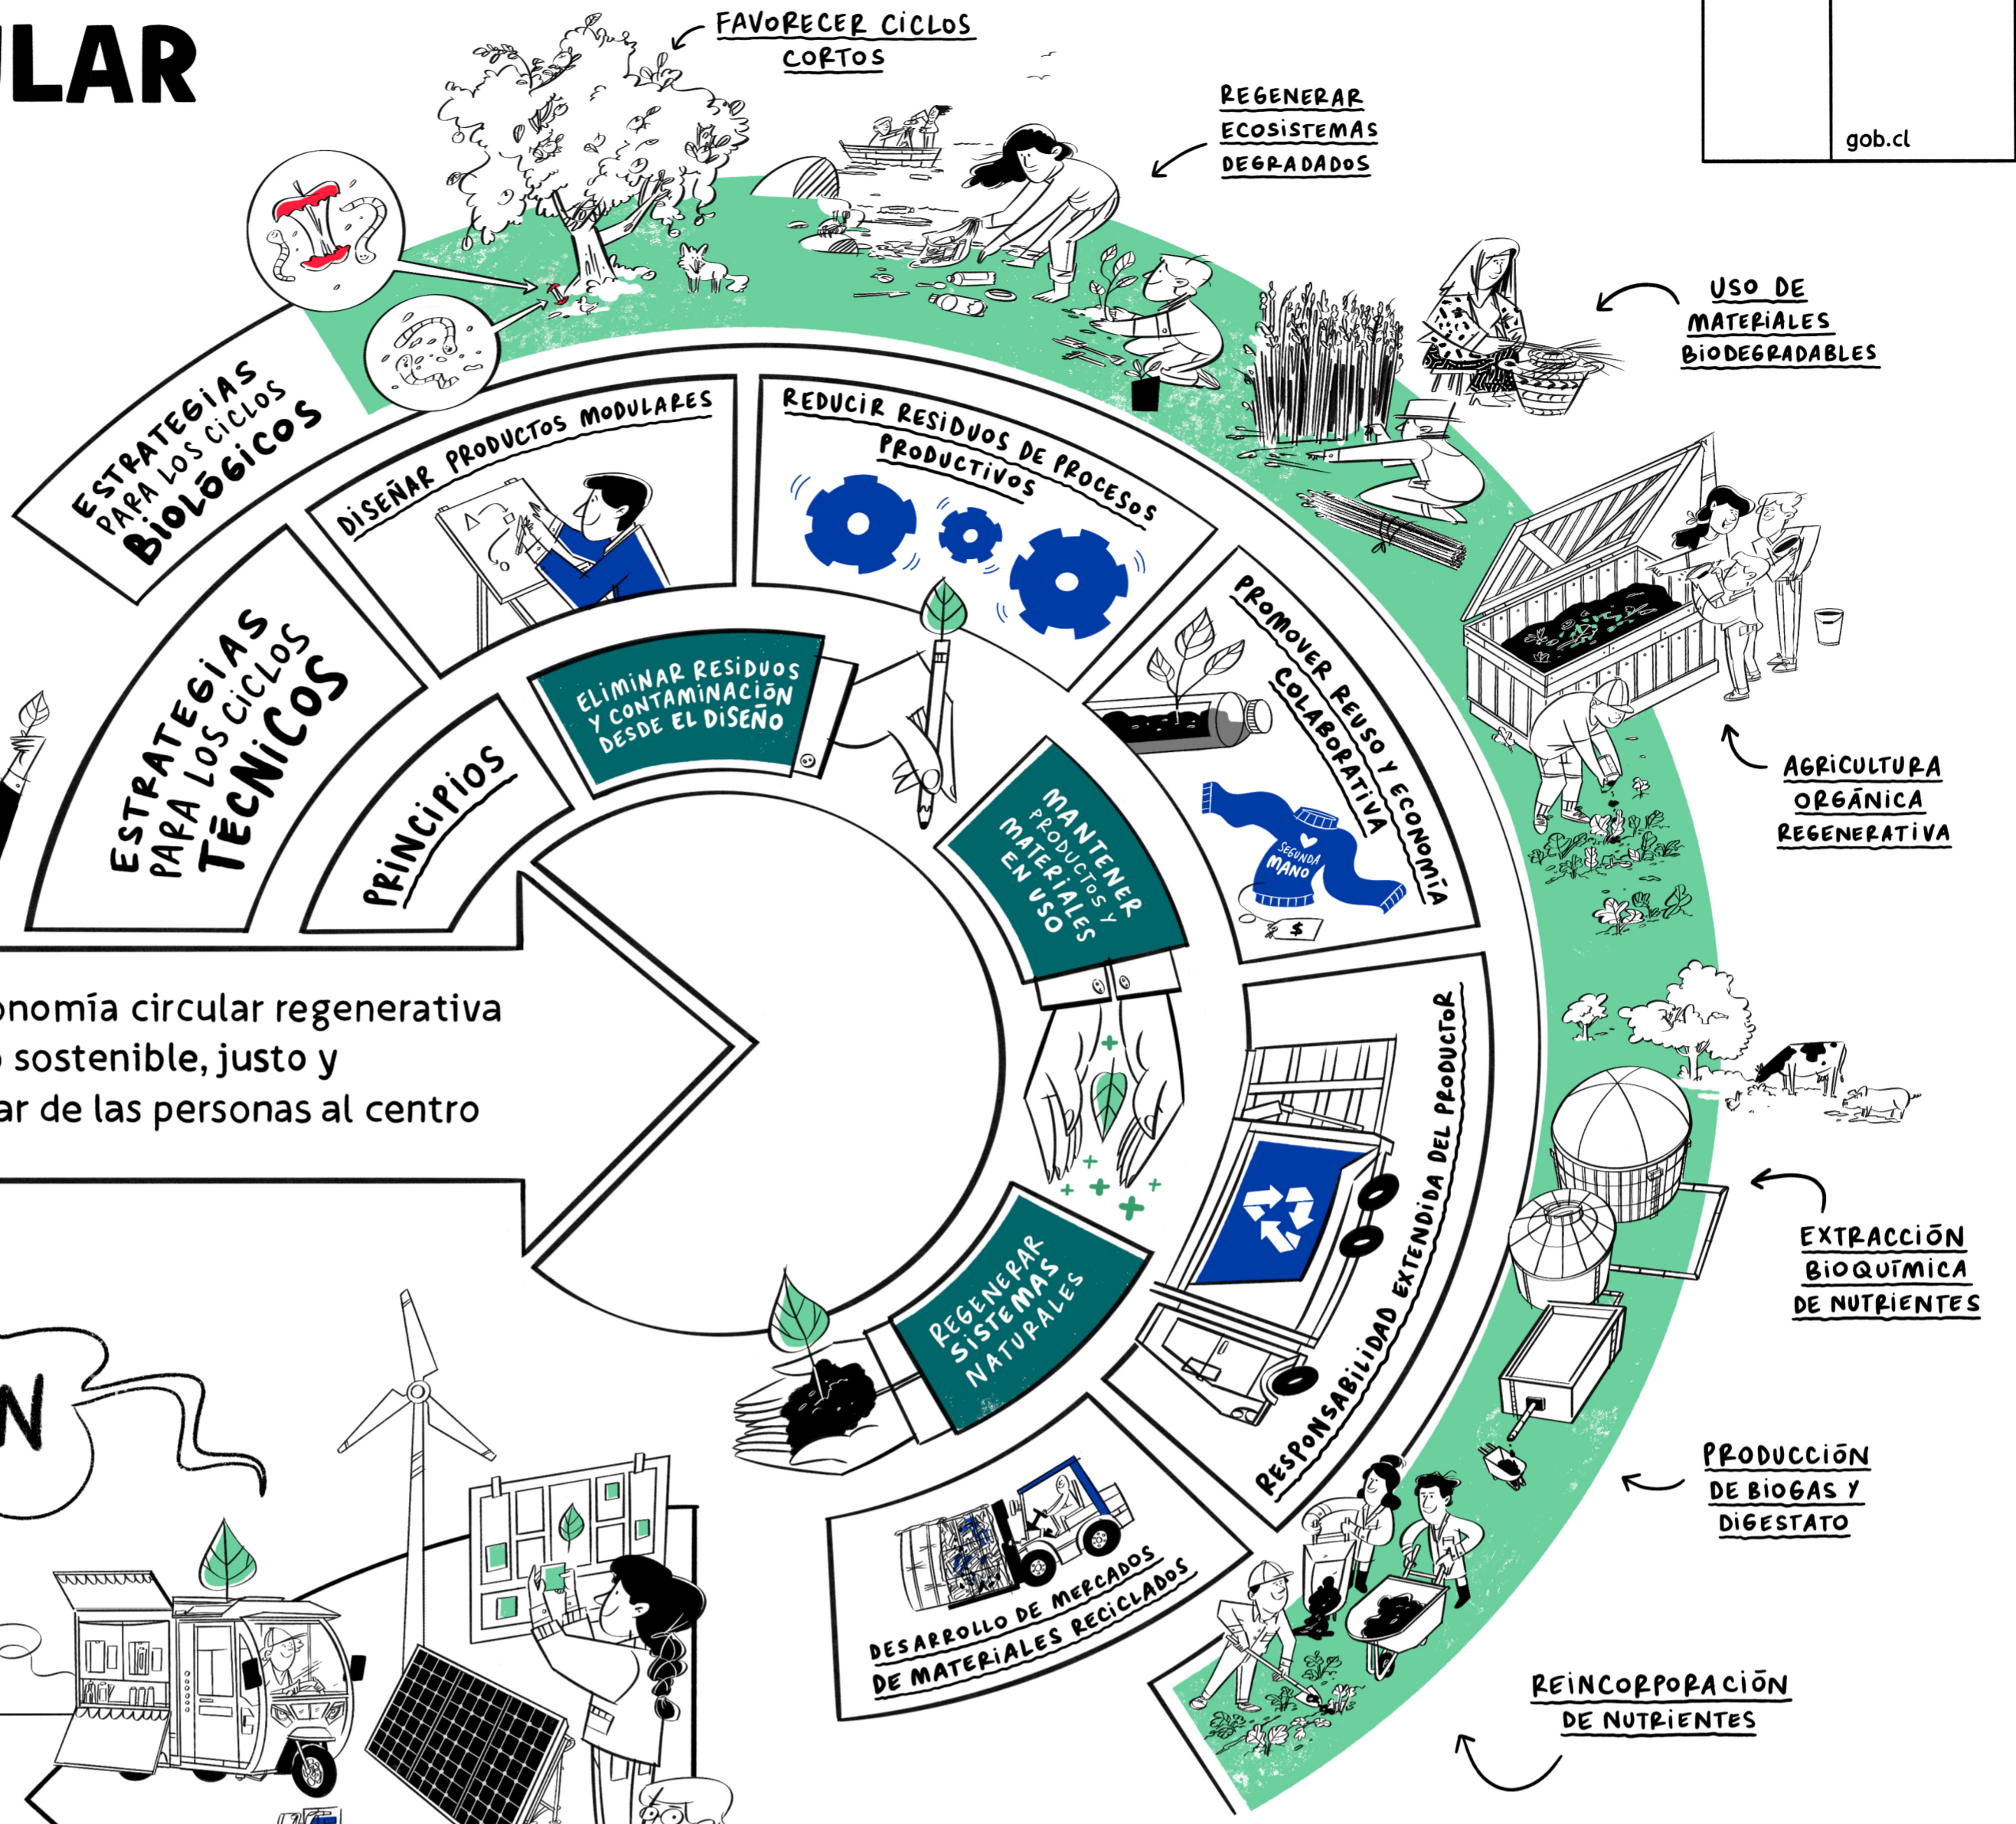 ULAR
gob.cl
FAVORECER CICLOS
CORTOS
REGENERAR
ECOSISTEMAS
DEGRADADOS
USO DE
MATERIALES
BIODEGRADABLES
AGRICULTURA
ORGÁNICA
REGENERATIVA
EXTRACCIÓN
BIOQUÍMICA
DE NUTRIENTES
PRODUCCIÓN
DE BIOGAS Y
DIGESTATO
REINCORPORACIÓN
DE NUTRIENTES
ESTRATEGIAS
PARA LOS CICLOS
BIOLÓGICOS
ESTRATEGIAS
PARA LOS CICLOS
TÉCNICOS
DISEÑAR PRODUCTOS MODULARES
REDUCIR RESIDUOS DE PROCESOS
PRODUCTIVOS
PROMOVER REUSO Y ECONOMÍA
COLABORATIVA
SEGUNDA
MANO
$
RESPONSABILIDAD EXTENDIDA DEL PRODUCTOR
DESARROLLO DE MERCADOS
DE MATERIALES RECICLADOS
PRINCIPIOS
ELIMINAR RESIDUOS
Y CONTAMINACIÓN
DESDE EL DISEÑO
MANTENER
PRODUCTOS Y
MATERIALES
EN USO
REGENERAR
SISTEMAS
NATURALES
onomía circular regenerativa
o sostenible, justo y
ar de las personas al centro
N